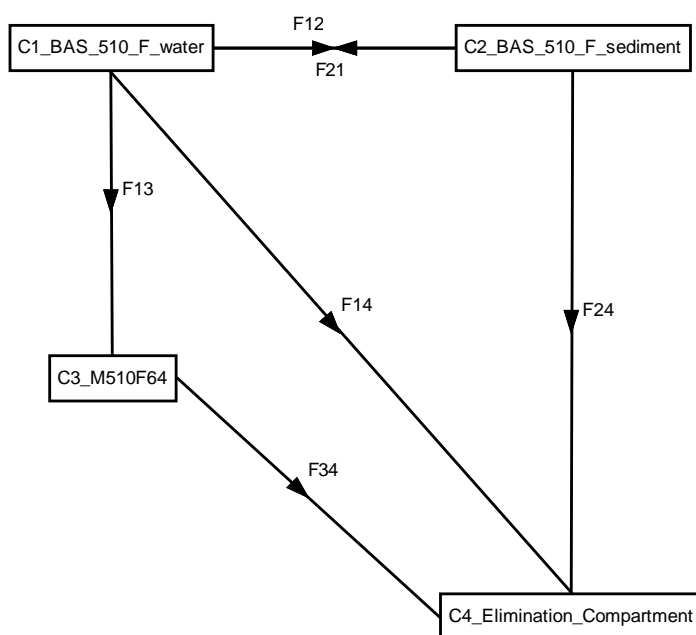 F12
C1_BAS_510_F_water
C2_BAS_510_F_sediment
F21
F13
F14
F24
C3_M510F64
F34
C4_Elimination_Compartment